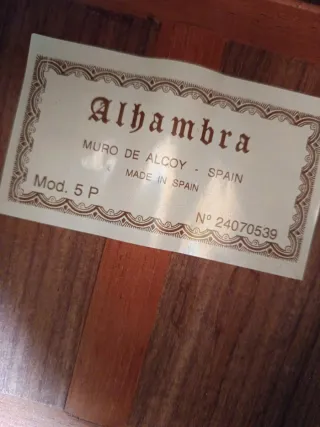 Alhambra
MURO DE ALCOY - SPAIN
MADE IN SPAIN
Mod. 5 P
Nº 24070539